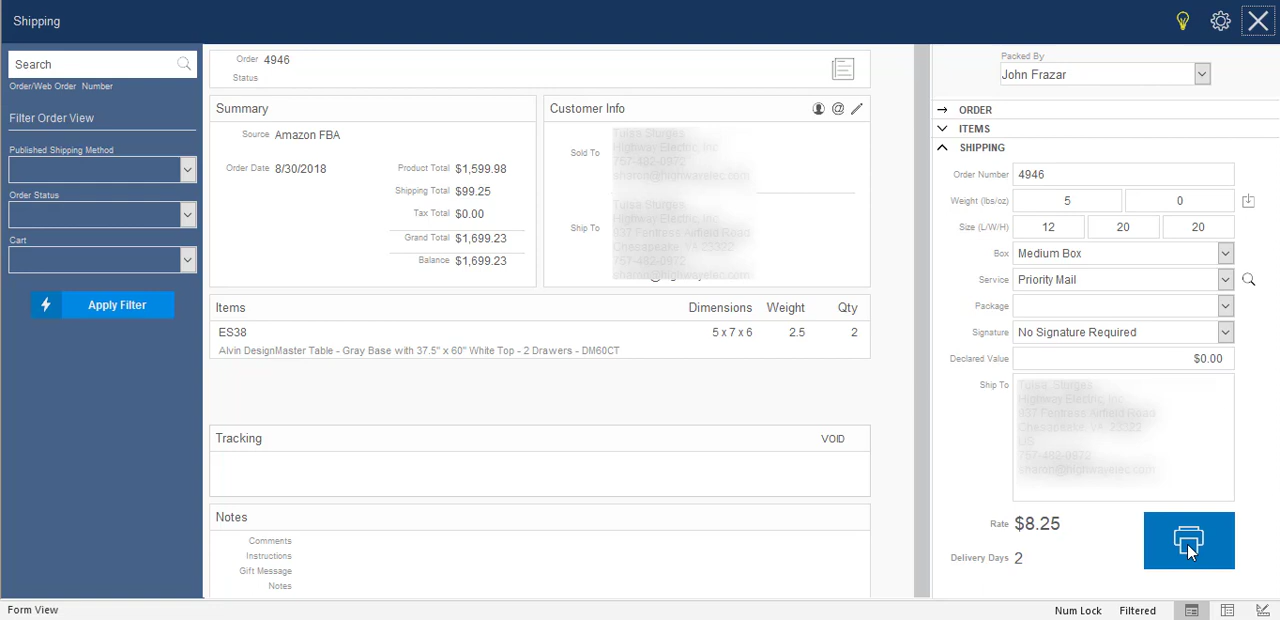 Shipping
Search
Order/Web Order Number
Filter Order View
Published Shipping Method
Order Status
Cart
Apply Filter
Order 4946
Status
Summary
Source Amazon FBA
Order Date 8/30/2018
Product Total $1,599.98
Shipping Total $99.25
Tax Total $0.00
Grand Total $1,699.23
Balance $1,699.23
Customer Info
Sold To
Ship To
Items Dimensions Weight Qty
ES38 5 x 7 x 6 2.5 2
Alvin DesignMaster Table - Gray Base with 37.5" x 60" White Top - 2 Drawers - DM60CT
Tracking VOID
Notes
Comments
Instructions
Gift Message
Notes
Packed By
John Frazar
ORDER
ITEMS
SHIPPING
Order Number 4946
Weight (lbs/oz) 5 0
Size (L/W/H) 12 20 20
Box Medium Box
Service Priority Mail
Package
Signature No Signature Required
Declared Value $0.00
Ship To
Rate $8.25
Delivery Days 2
Form View
Num Lock Filtered